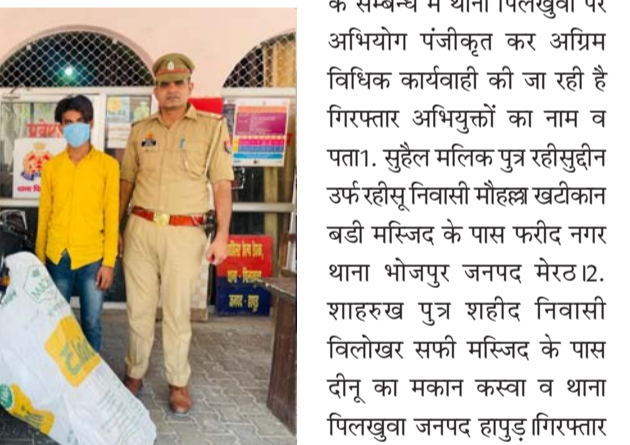 के सम्बन्ध में थाना पिलखुवा पर
अभियोग पंजीकृत कर अग्रिम
विधिक कार्यवाही की जा रही है
गिरफ्तार अभियुक्तों का नाम व
पता1. सुहैल मलिक पुत्र रहीसुद्दीन
उर्फ रहीसू निवासी मौहल्ला खटीकान
बडी मस्जिद के पास फरीद नगर
थाना भोजपुर जनपद मेरठ।2.
शाहरुख पुत्र शहीद निवासी
विलोखर सफी मस्जिद के पास
दीनू का मकान कस्वा व थाना
पिलखुवा जनपद हापुड़।गिरफ्तार